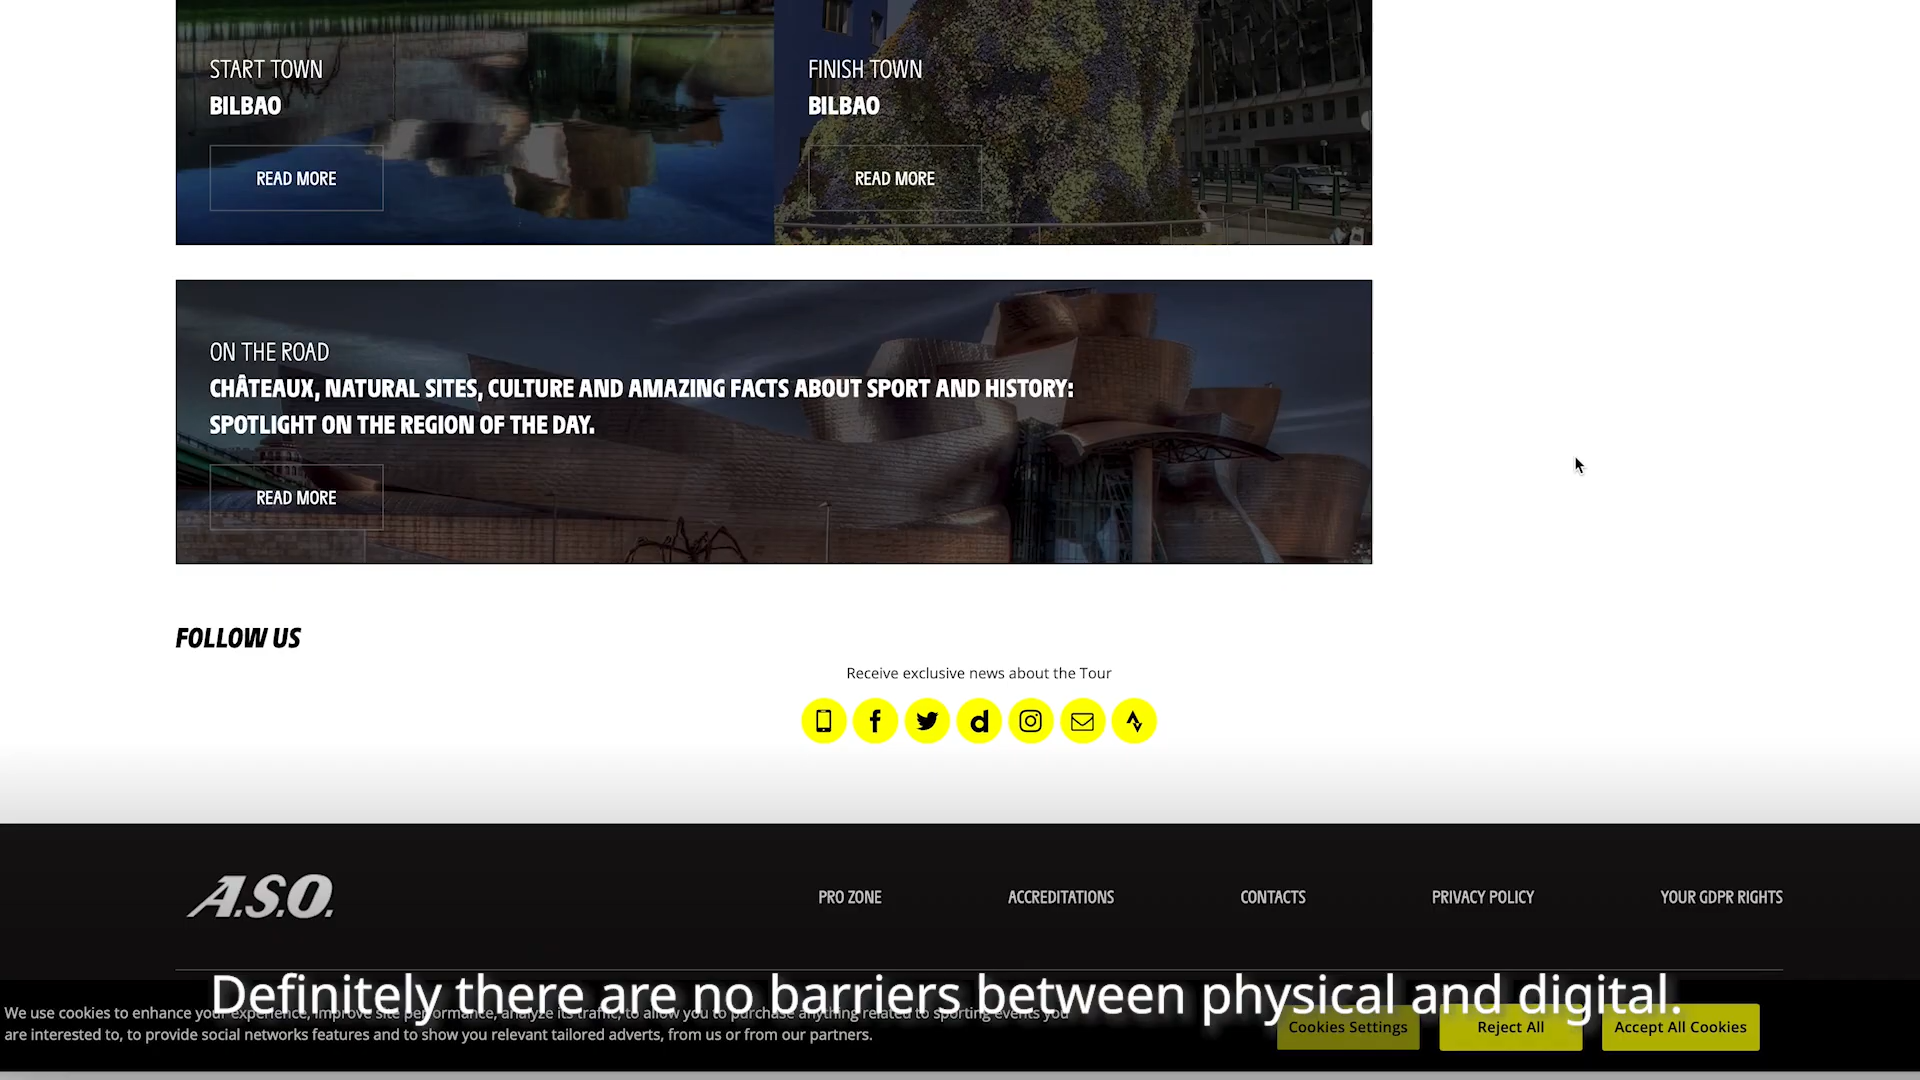 START TOWN
BILBAO
READ MORE
FINISH TOWN
BILBAO
READ MORE
ON THE ROAD
CHÂTEAUX, NATURAL SITES, CULTURE AND AMAZING FACTS ABOUT SPORT AND HISTORY:
SPOTLIGHT ON THE REGION OF THE DAY.
READ MORE
FOLLOW US
Receive exclusive news about the Tour
A.S.O.
PRO ZONE
ACCREDITATIONS
CONTACTS
PRIVACY POLICY
YOUR GDPR RIGHTS
Definitely there are no barriers between physical and digital.
We use cookies to enhance your experience, improve site performance, analyze its traffic, to allow you to purchase anything related to sporting events you
are interested to, to provide social networks features and to show you relevant tailored adverts, from us or from our partners.
Cookies Settings
Reject All
Accept All Cookies